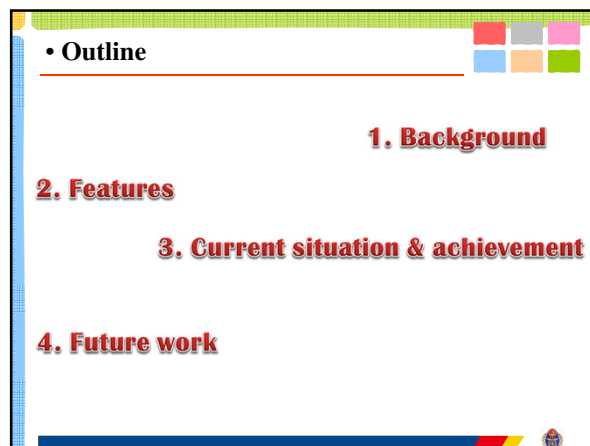 • Outline
1. Background
2. Features
3. Current situation & achievement
4. Future work